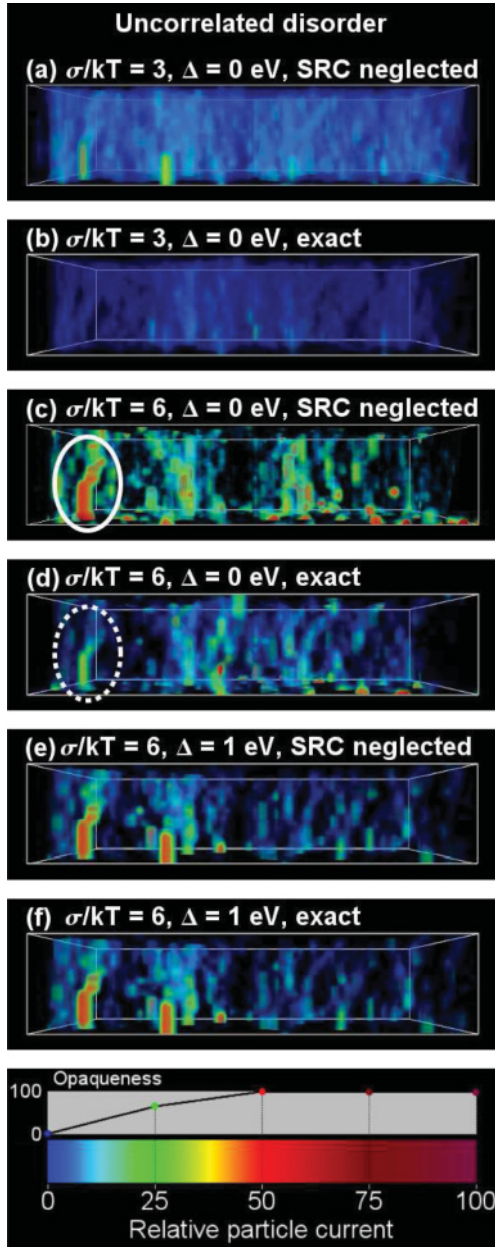 Uncorrelated disorder
(a) σ/kT = 3, Δ = 0 eV, SRC neglected
(b) σ/kT = 3, Δ = 0 eV, exact
(c) σ/kT = 6, Δ = 0 eV, SRC neglected
(d) σ/kT = 6, Δ = 0 eV, exact
(e) σ/kT = 6, Δ = 1 eV, SRC neglected
(f) σ/kT = 6, Δ = 1 eV, exact
Opaqueness
100
0
0 25 50 75 100
Relative particle current